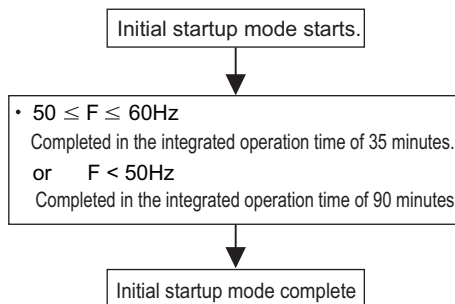 Initial startup mode starts.
・ 50 ≤ F ≤ 60Hz
Completed in the integrated operation time of 35 minutes.
or F < 50Hz
Completed in the integrated operation time of 90 minutes
Initial startup mode complete